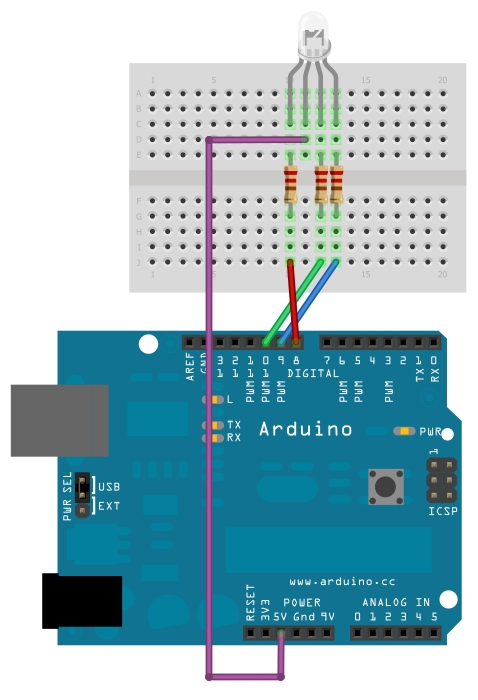 1 5 15 20
A
B
C
D
E
F
G
H
I
J
1 15 20
AREF
GND
13
12
PWM 11
PWM 10
PWM 9
8
7
PWM 6
PWM 5
4
PWM 3
2
TX 1
RX 0
DIGITAL
L
TX
RX
Arduino
PWR
1
ICSP
PWR SEL
USB
EXT
www.arduino.cc
POWER
RESET
3V3
5V Gnd 9V
ANALOG IN
0 1 2 3 4 5